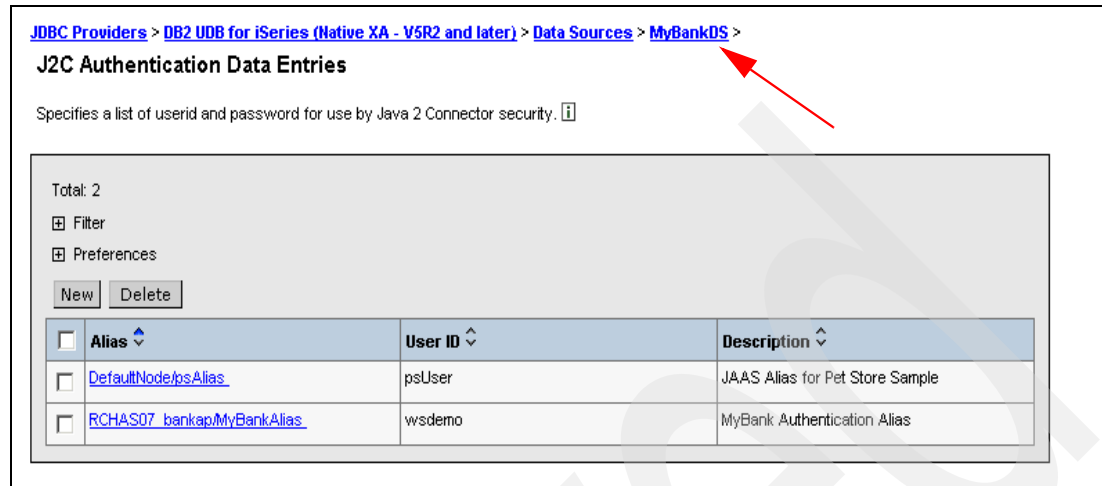 JDBC Providers > DB2 UDB for iSeries (Native XA - V5R2 and later) > Data Sources > MyBankDS >
J2C Authentication Data Entries
Specifies a list of userid and password for use by Java 2 Connector security. i
Total: 2
Filter
Preferences
New Delete
Alias User ID Description
DefaultNode/psAlias psUser JAAS Alias for Pet Store Sample
RCHAS07_bankap/MyBankAlias wsdemo MyBank Authentication Alias